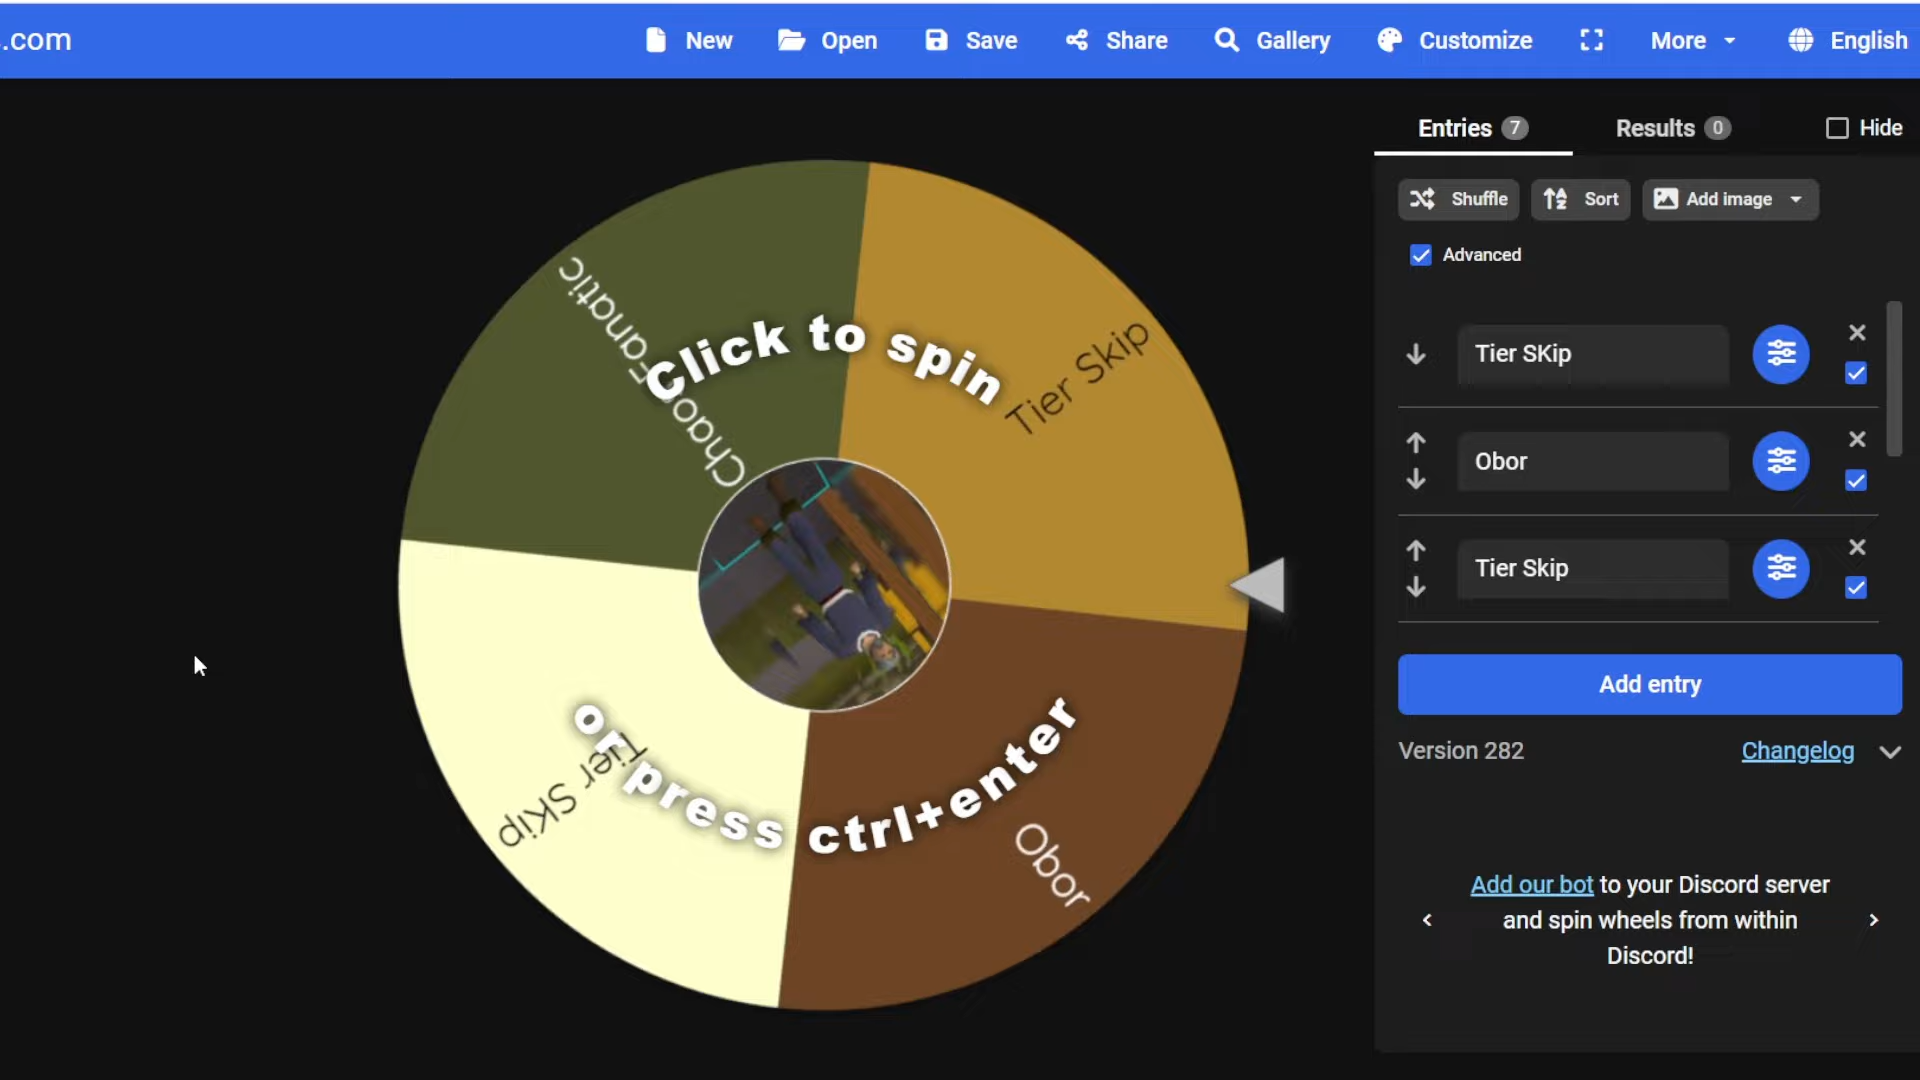 .com
New
Open
Save
Share
Gallery
Customize
More
English
Entries 7
Results 0
Hide
Shuffle
Sort
Add image
Advanced
Tier SKip
Obor
Tier Skip
Add entry
Version 282
Changelog
Add our bot to your Discord server
and spin wheels from within
Discord!
Click to spin
or press ctrl+enter
Chaos Fanatic
Tier Skip
Tier SKip
Obor